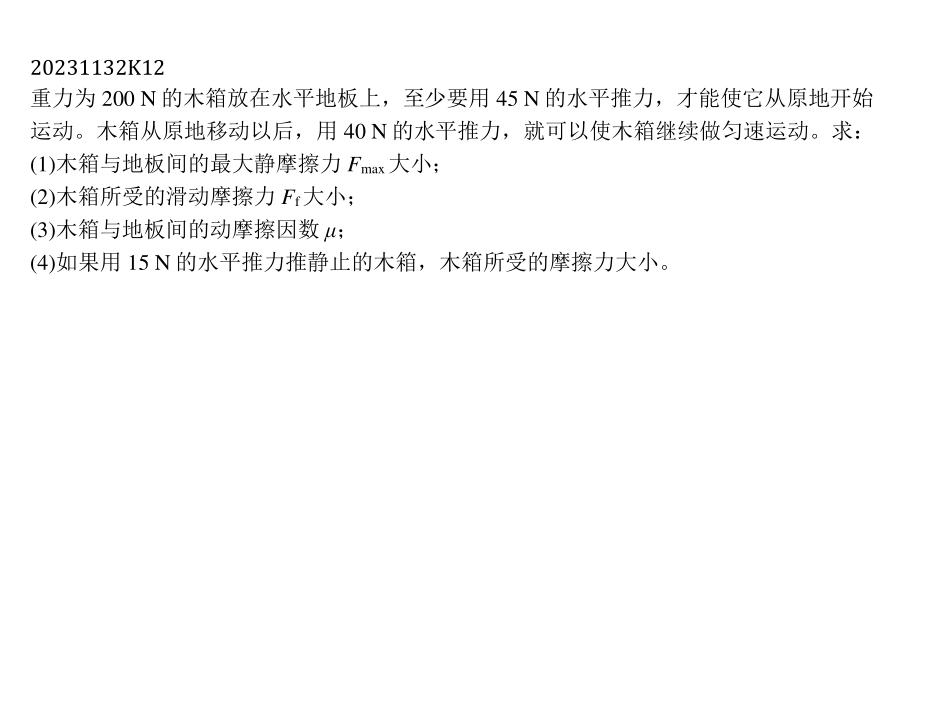 20231132K12
重力为 200 N 的木箱放在水平地板上，至少要用 45 N 的水平推力，才能使它从原地开始
运动。木箱从原地移动以后，用 40 N 的水平推力，就可以使木箱继续做匀速运动。求：
(1)木箱与地板间的最大静摩擦力 Fmax 大小；
(2)木箱所受的滑动摩擦力 Ff 大小；
(3)木箱与地板间的动摩擦因数 μ；
(4)如果用 15 N 的水平推力推静止的木箱，木箱所受的摩擦力大小。